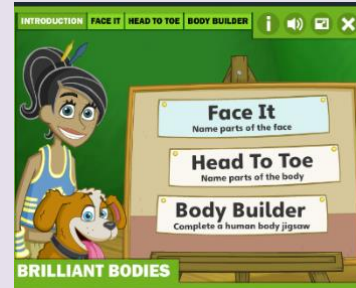 INTRODUCTION FACE IT HEAD TO TOE BODY BUILDER i
Face It
Name parts of the face
Head To Toe
Name parts of the body
Body Builder
Complete a human body jigsaw
BRILLIANT BODIES